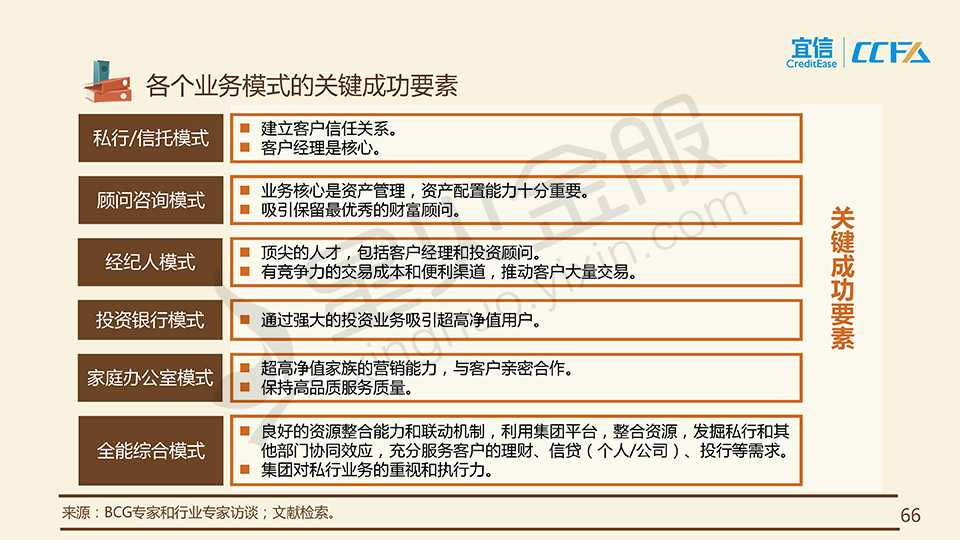 宜信
CreditEase
CCFA
各个业务模式的关键成功要素
私行/信托模式
建立客户信任关系。
客户经理是核心。
顾问咨询模式
业务核心是资产管理，资产配置能力十分重要。
吸引保留最优秀的财富顾问。
经纪人模式
顶尖的人才，包括客户经理和投资顾问。
有竞争力的交易成本和便利渠道，推动客户大量交易。
投资银行模式
通过强大的投资业务吸引超高净值用户。
家庭办公室模式
超高净值家族的营销能力，与客户亲密合作。
保持高品质服务质量。
全能综合模式
良好的资源整合能力和联动机制，利用集团平台，整合资源，发掘私行和其
他部门协同效应，充分服务客户的理财、信贷（个人/公司）、投行等需求。
集团对私行业务的重视和执行力。
关键成功要素
来源：BCG专家和行业专家访谈；文献检索。
66